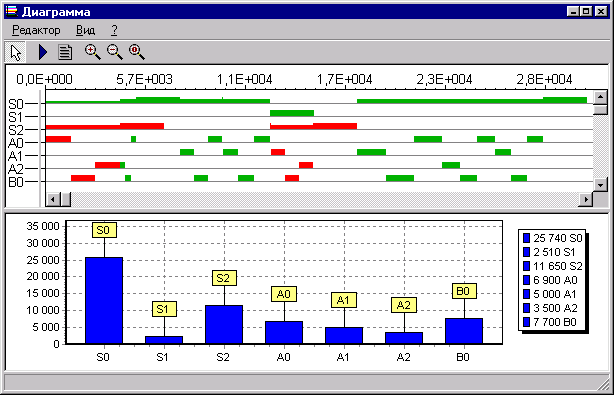 Диаграмма
Редактор Вид ?
0,0E+000 5,7E+003 1,1E+004 1,7E+004 2,3E+004 2,8E+004
S0
S1
S2
A0
A1
A2
B0
35 000
30 000
25 000
20 000
15 000
10 000
5 000
0
S0
S1
S2
A0
A1
A2
B0
S0 S1 S2 A0 A1 A2 B0
25 740 S0
2 510 S1
11 650 S2
6 900 A0
5 000 A1
3 500 A2
7 700 B0